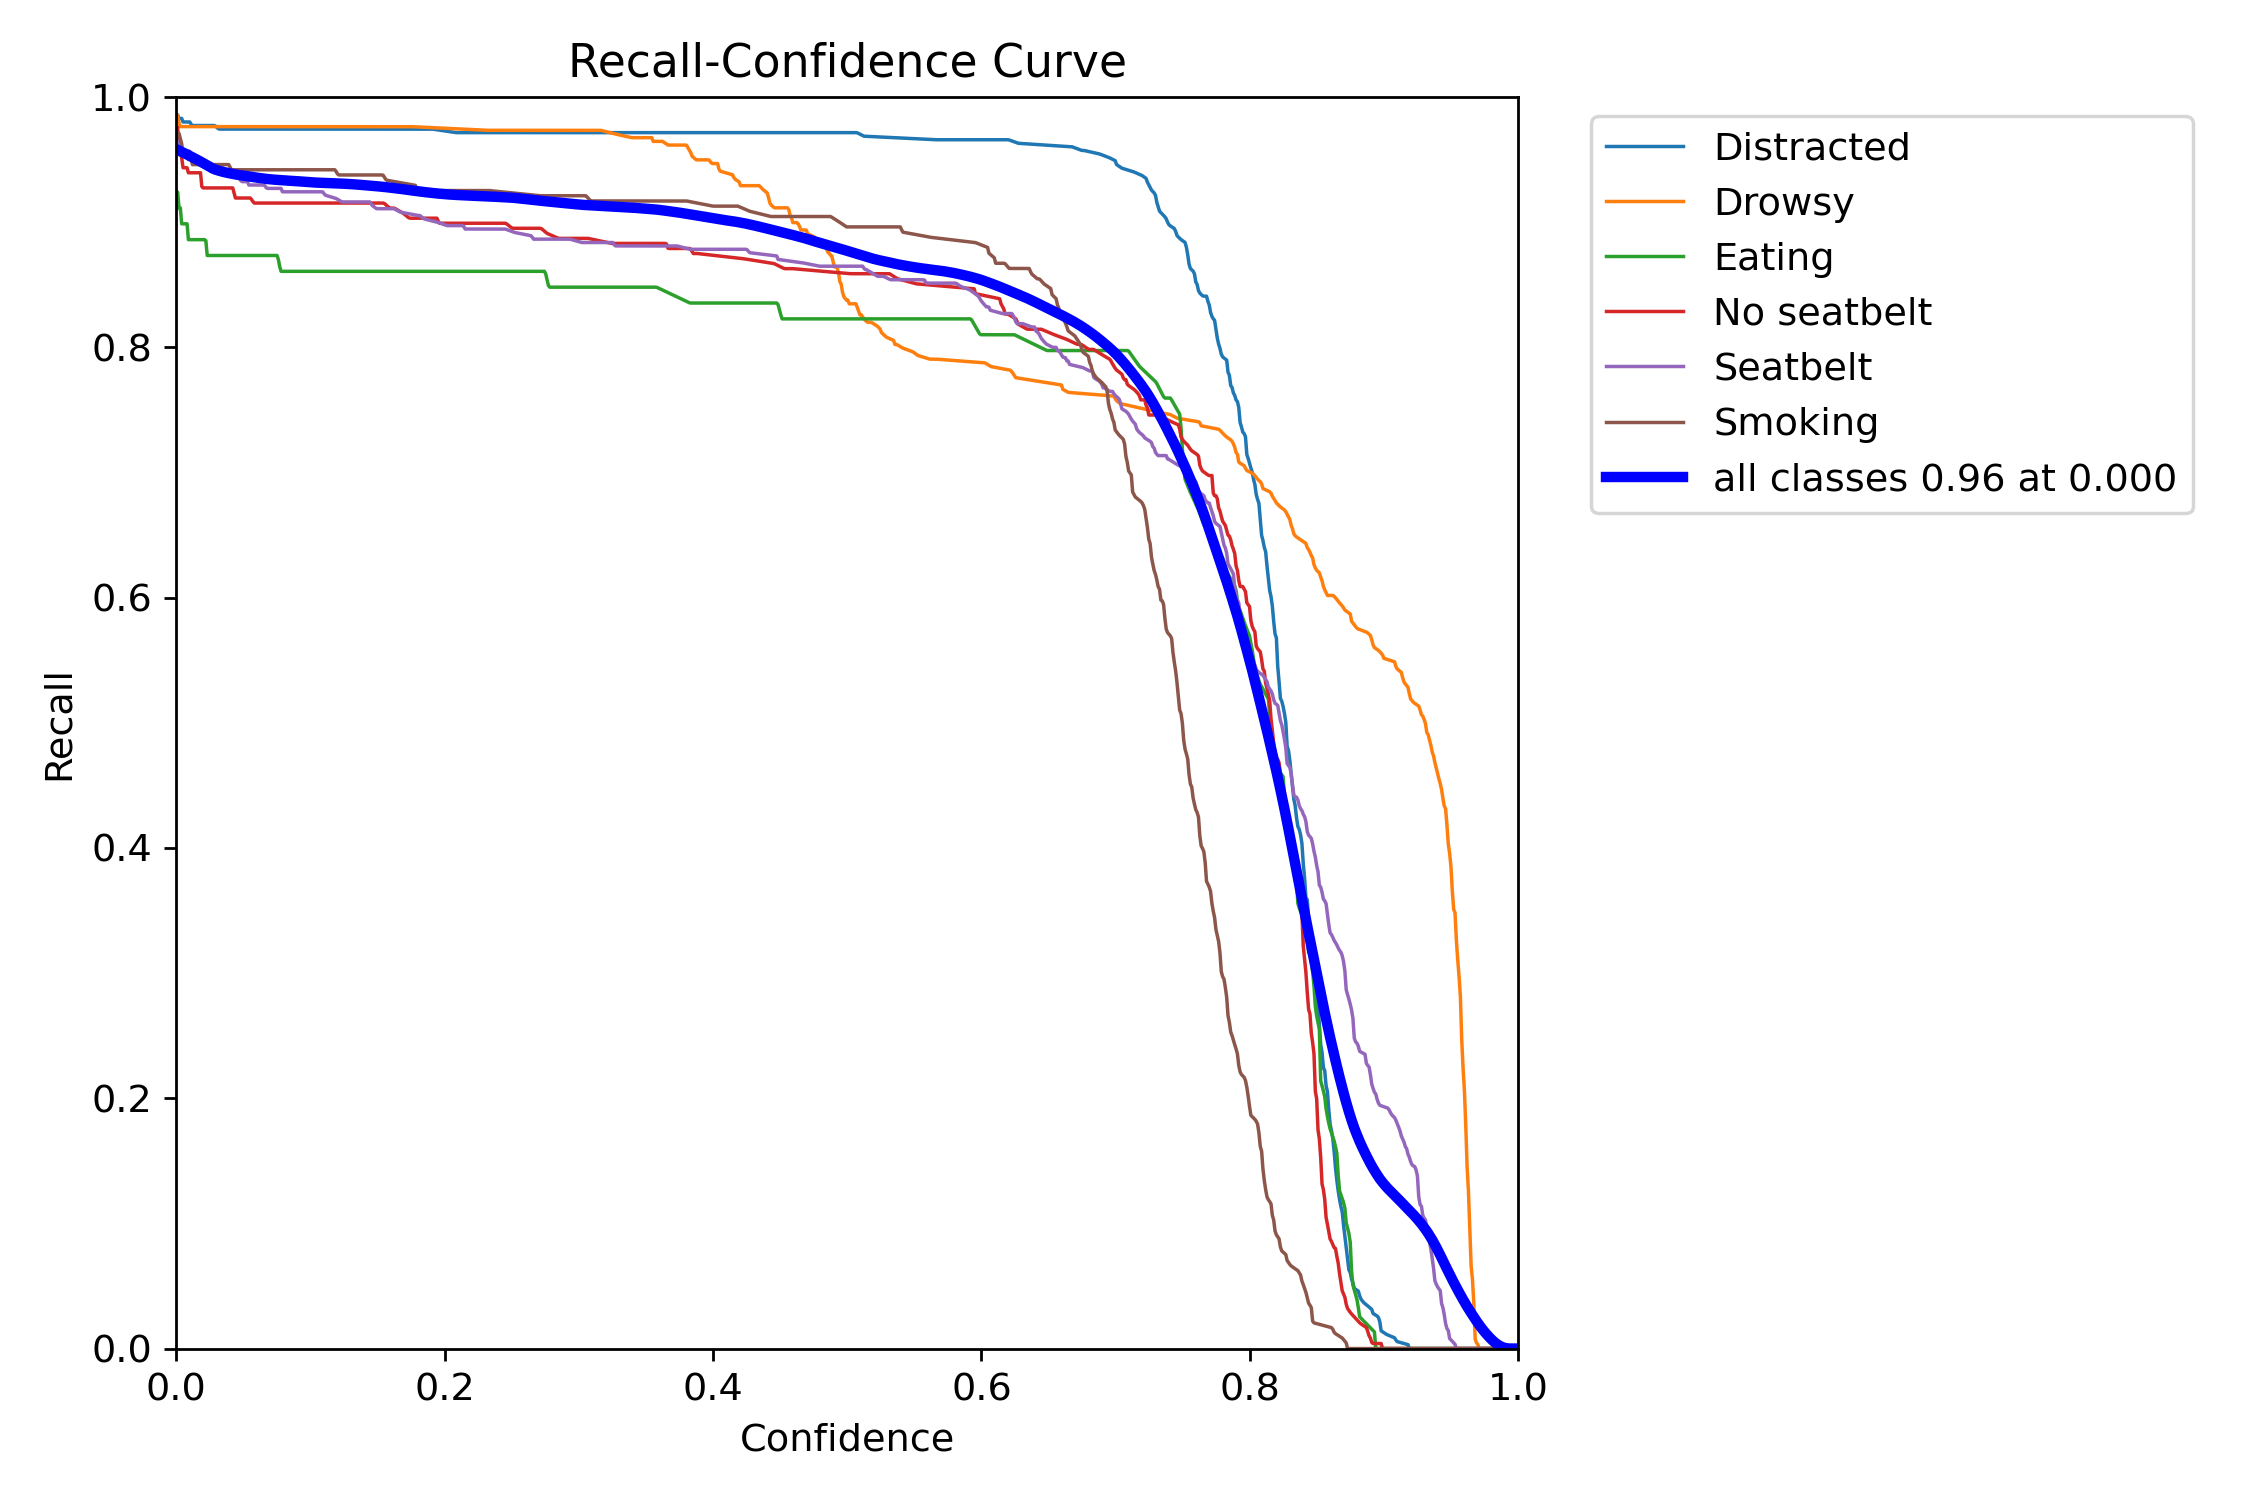 Recall-Confidence Curve
1.0
0.8
0.6
0.4
0.2
0.0
Recall
0.0 0.2 0.4 0.6 0.8 1.0
Confidence
Distracted
Drowsy
Eating
No seatbelt
Seatbelt
Smoking
all classes 0.96 at 0.000